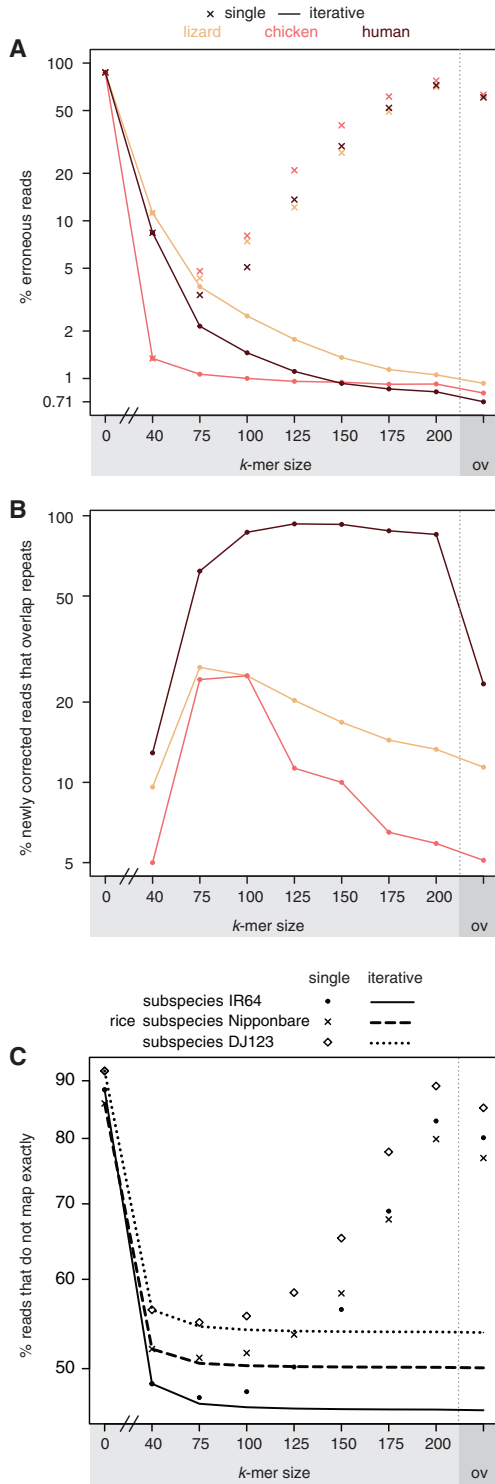 × single — iterative
lizard chicken human
A
% erroneous reads
100
50
20
10
5
2
1
0.71
0 40 75 100 125 150 175 200 ov
k-mer size
B
% newly corrected reads that overlap repeats
100
50
20
10
5
0 40 75 100 125 150 175 200 ov
k-mer size
single iterative
subspecies IR64
rice subspecies Nipponbare
subspecies DJ123
C
% reads that do not map exactly
90
80
70
60
50
0 40 75 100 125 150 175 200 ov
k-mer size